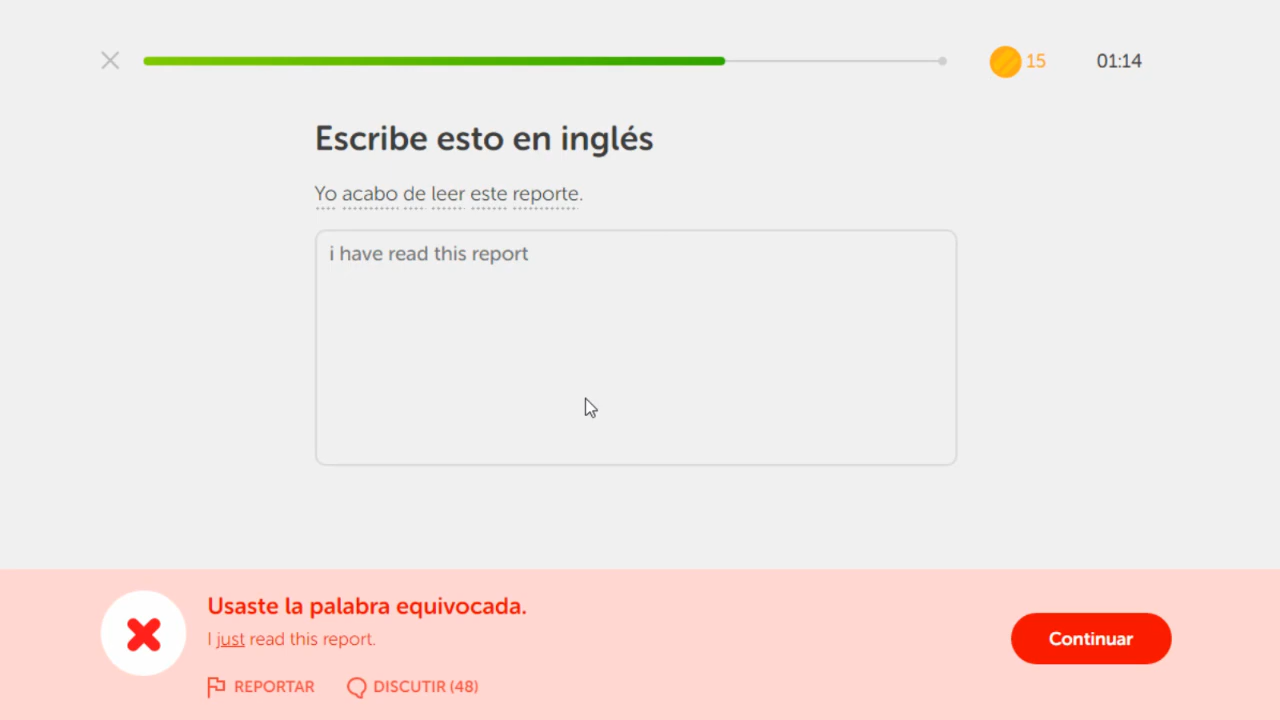 15
01:14
Escribe esto en inglés
Yo acabo de leer este reporte.
i have read this report
Usaste la palabra equivocada.
I just read this report.
Continuar
REPORTAR
DISCUTIR (48)